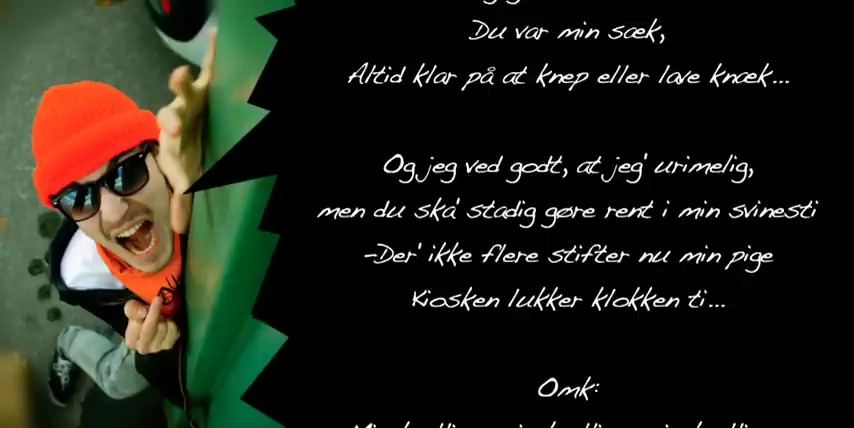 Du var min sæk,
Altid klar på at knep eller lave knæk...
Og jeg ved godt, at jeg' urimelig,
men du ska' stadig gøre rent i min svinesti
-Der' ikke flere stifter nu min pige
Kiosken lukker klokken ti...
Omk: